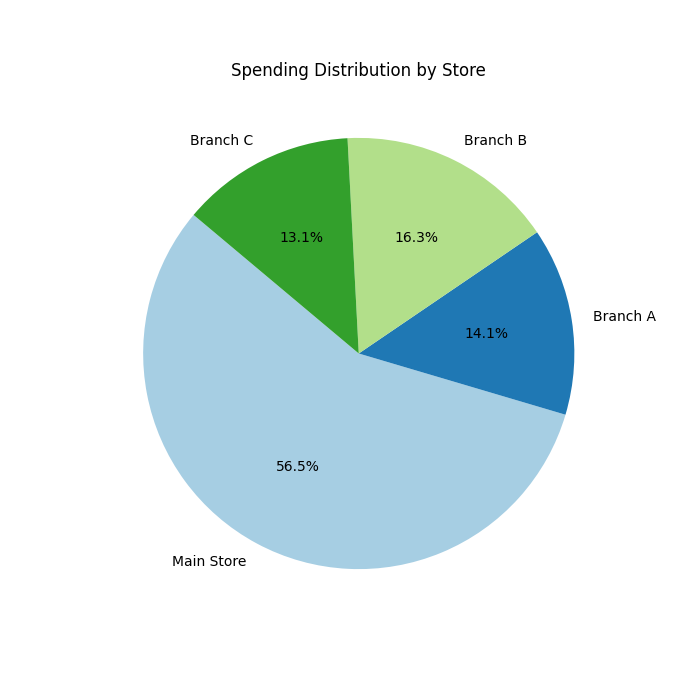 Spending Distribution by Store
Branch C
Branch B
13.1%
16.3%
Branch A
14.1%
56.5%
Main Store